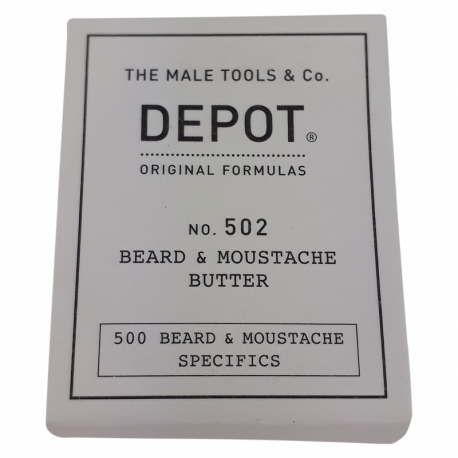 THE MALE TOOLS & Co.
DEPOT®
ORIGINAL FORMULAS
NO. 502
BEARD & MOUSTACHE
BUTTER
500 BEARD & MOUSTACHE
SPECIFICS